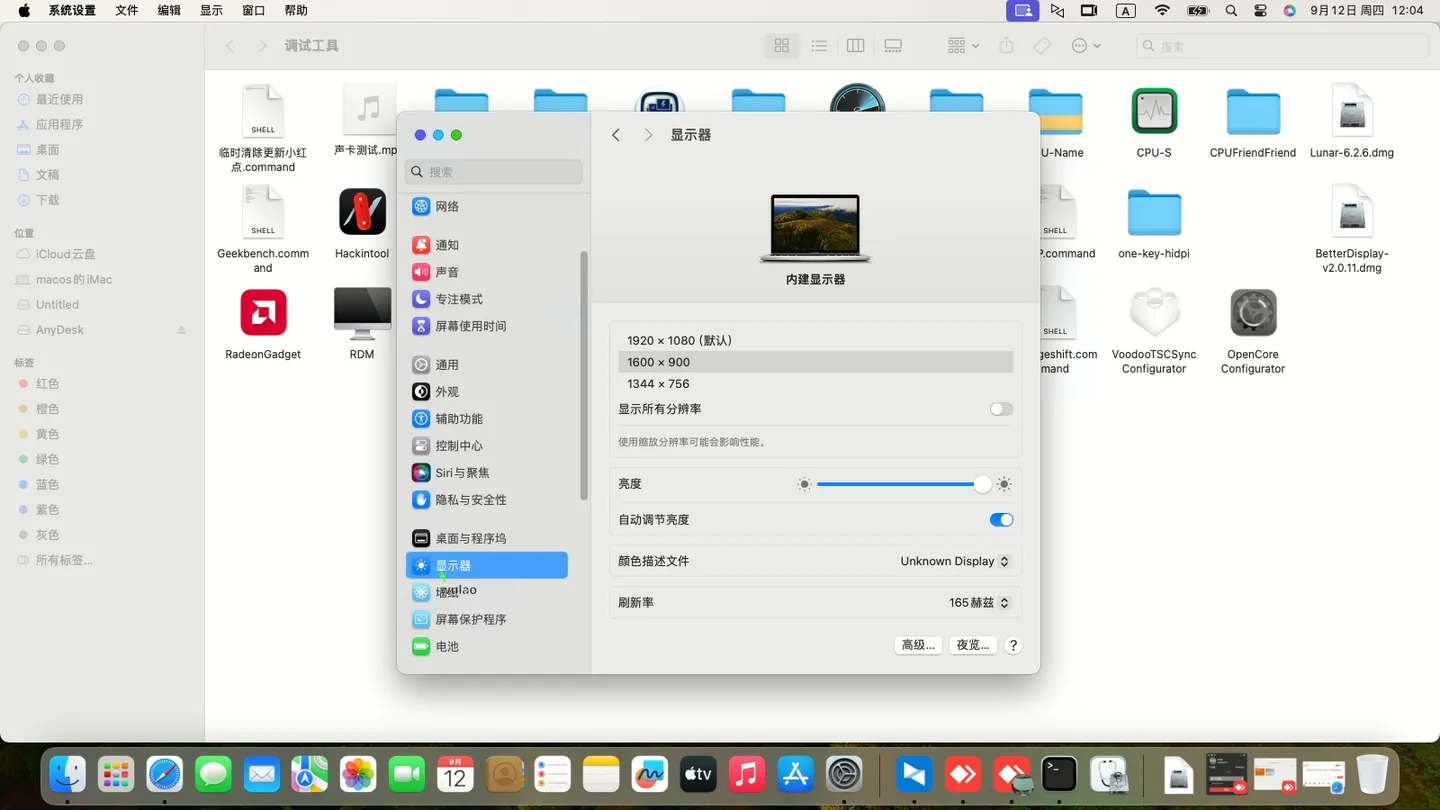 系统设置 文件 编辑 显示 窗口 帮助
A
9月12日 周四 12:04
调试工具
搜索
个人收藏
最近使用
应用程序
桌面
文稿
下载
位置
iCloud云盘
macos的iMac
Untitled
AnyDesk
标签
红色
橙色
黄色
绿色
蓝色
紫色
灰色
所有标签...
SHELL
临时清除更新小红
点.command
声卡测试.mp
U-Name
CPU-S
CPUFriendFriend
Lunar-6.2.6.dmg
SHELL
Geekbench.comm
and
Hackintool
SHELL
P.command
one-key-hidpi
BetterDisplay-
v2.0.11.dmg
RadeonGadget
RDM
SHELL
geshift.com
mand
VoodooTSCSync
Configurator
OpenCore
Configurator
搜索
网络
通知
声音
专注模式
屏幕使用时间
通用
外观
辅助功能
控制中心
Siri与聚焦
隐私与安全性
桌面与程序坞
显示器
墙纸
屏幕保护程序
电池
显示器
内建显示器
1920 × 1080 (默认)
1600 × 900
1344 × 756
显示所有分辨率
使用缩放分辨率可能会影响性能。
亮度
自动调节亮度
颜色描述文件
Unknown Display
刷新率
165赫兹
高级...
夜览...
?
9月
12
tv